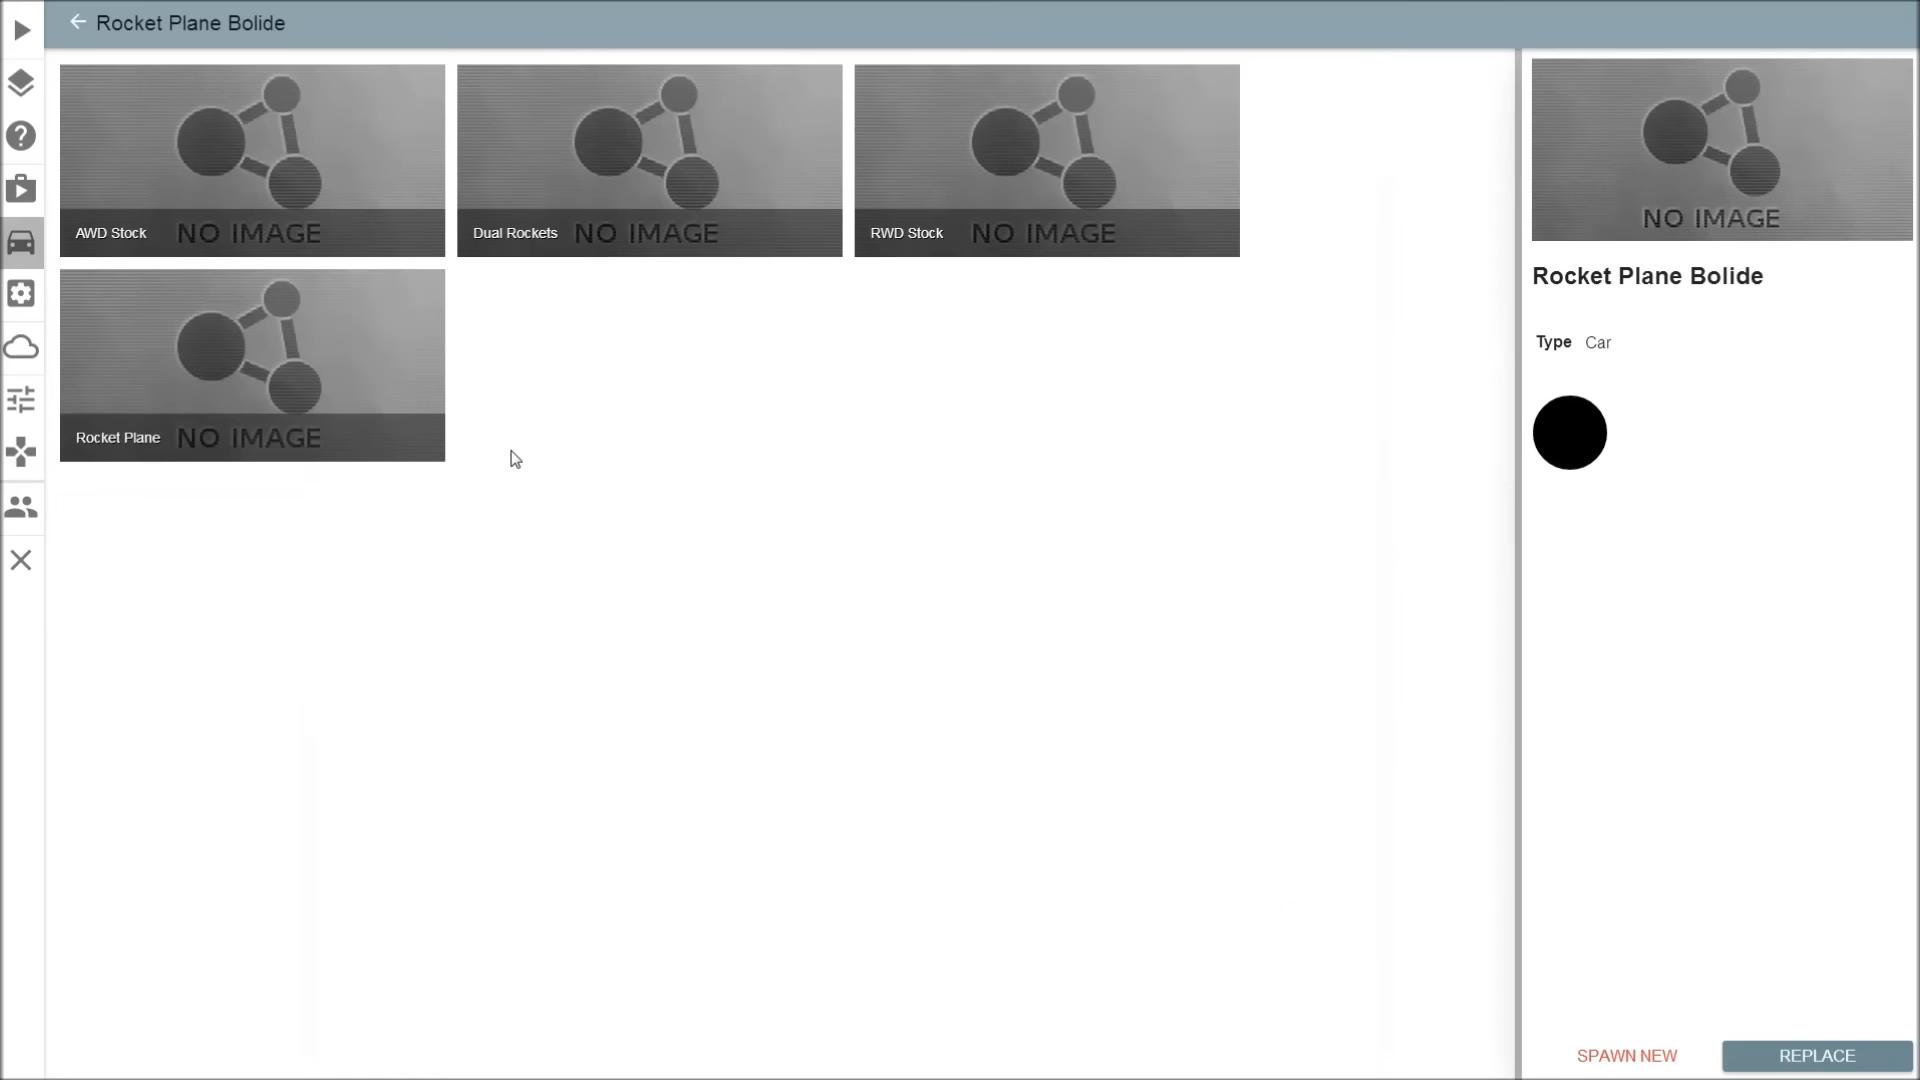 Rocket Plane Bolide
AWD Stock
NO IMAGE
Dual Rockets
NO IMAGE
RWD Stock
NO IMAGE
Rocket Plane
NO IMAGE
NO IMAGE
Rocket Plane Bolide
Type Car
SPAWN NEW
REPLACE